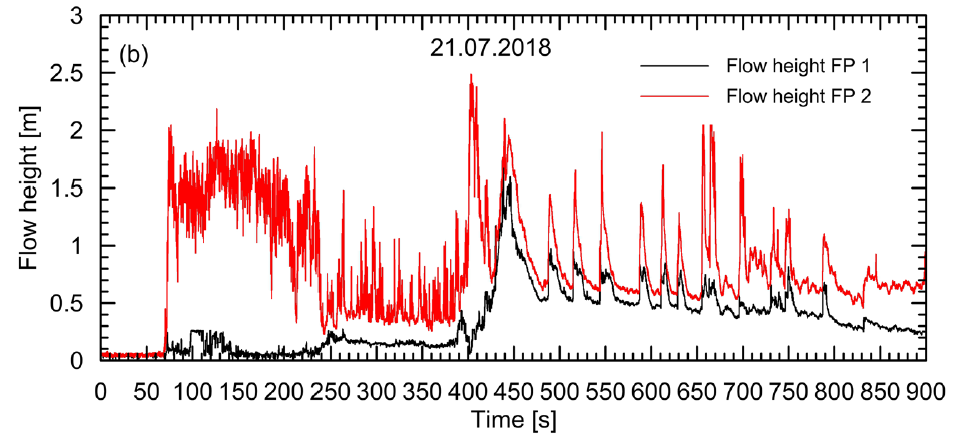 (b)
21.07.2018
Flow height FP 1
Flow height FP 2
Flow height [m]
3
2.5
2
1.5
1
0.5
0
0 50 100 150 200 250 300 350 400 450 500 550 600 650 700 750 800 850 900
Time [s]